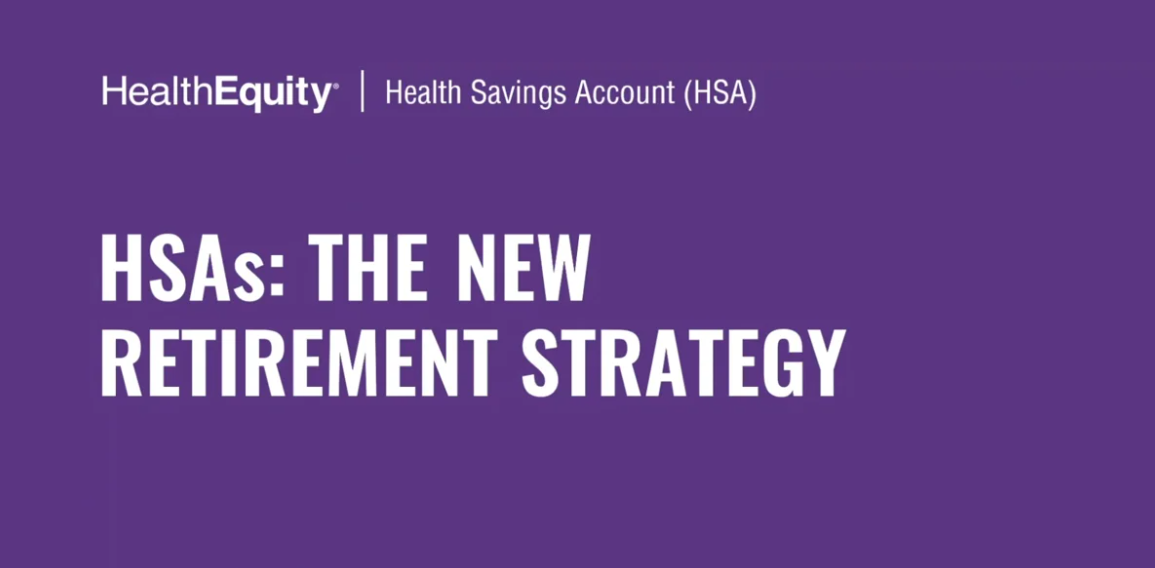 HealthEquity® | Health Savings Account (HSA)
HSAs: THE NEW
RETIREMENT STRATEGY